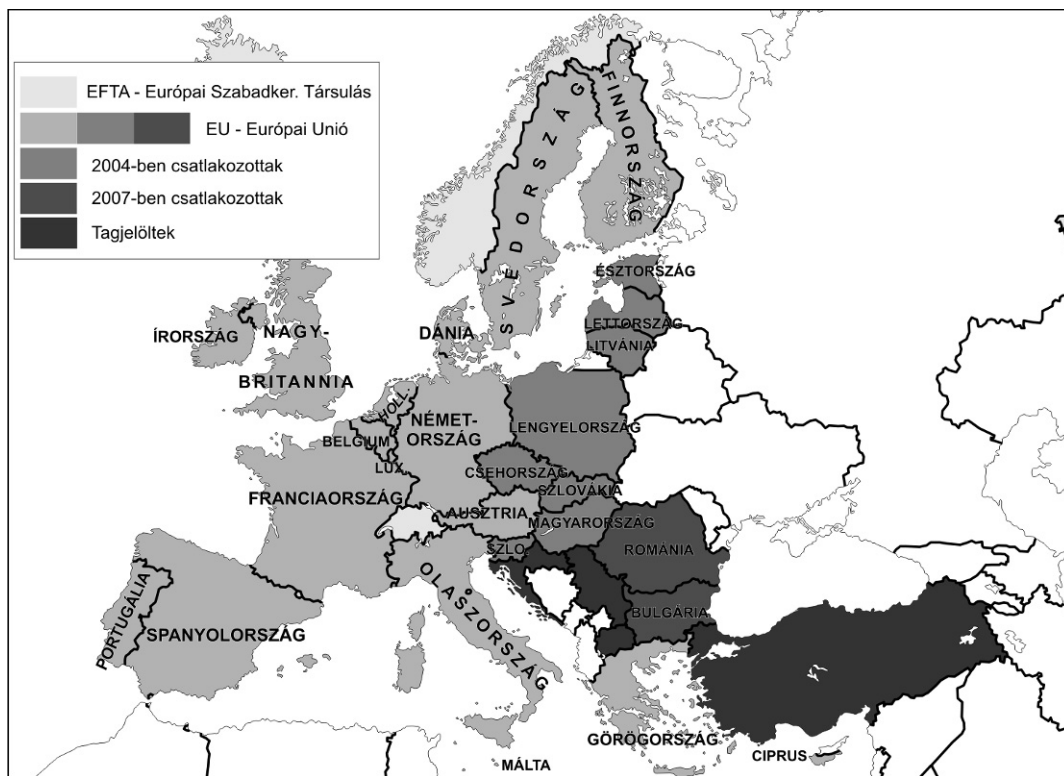 EFTA - Európai Szabadker. Társulás
EU - Európai Unió
2004-ben csatlakozottak
2007-ben csatlakozottak
Tagjelöltek
SVEDORSZÁG
FINNORSZÁG
ÉSZTORSZÁG
LETTORSZÁG
LITVÁNIA
DÁNIA
ÍRORSZÁG
NAGY-
BRITANNIA
HOLL.
NÉMET-
ORSZÁG
LENGYELORSZÁG
BELGIUM
LUX
CSEHORSZÁG
SZLOVÁKIA
FRANCIAORSZÁG
AUSZTRIA
MAGYARORSZÁG
SZLO.
ROMÁNIA
OLASZORSZÁG
BULGÁRIA
PORTUGÁLIA
SPANYOLORSZÁG
GÖRÖGORSZÁG
CIPRUS
MÁLTA